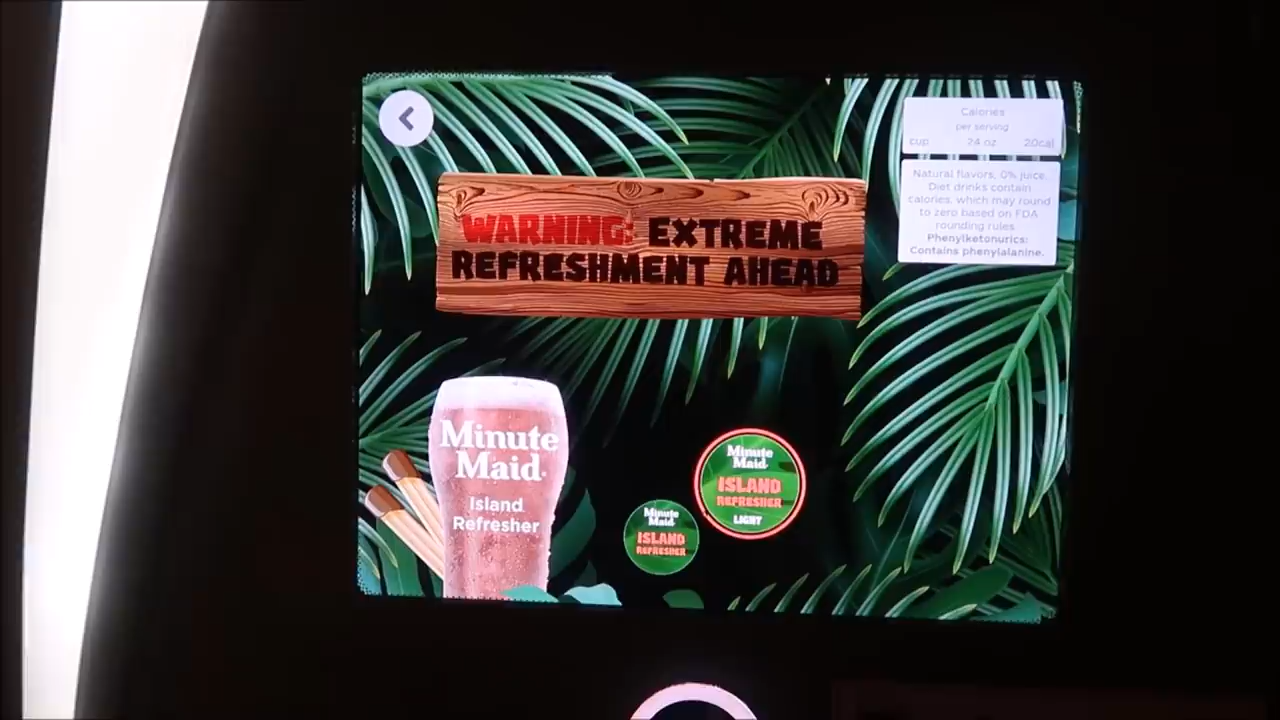 Calories
per serving
cup 24 oz 20cal
Natural flavors, 0% juice.
Diet drinks contain
calories, which may round
to zero based on FDA
rounding rules
Phenylketonurics:
Contains phenylalanine.
WARNING: EXTREME
REFRESHMENT AHEAD
Minute
Maid
Island
Refresher
Minute
Maid
ISLAND
REFRESHER
Minute
Maid
ISLAND
REFRESHER
LIGHT